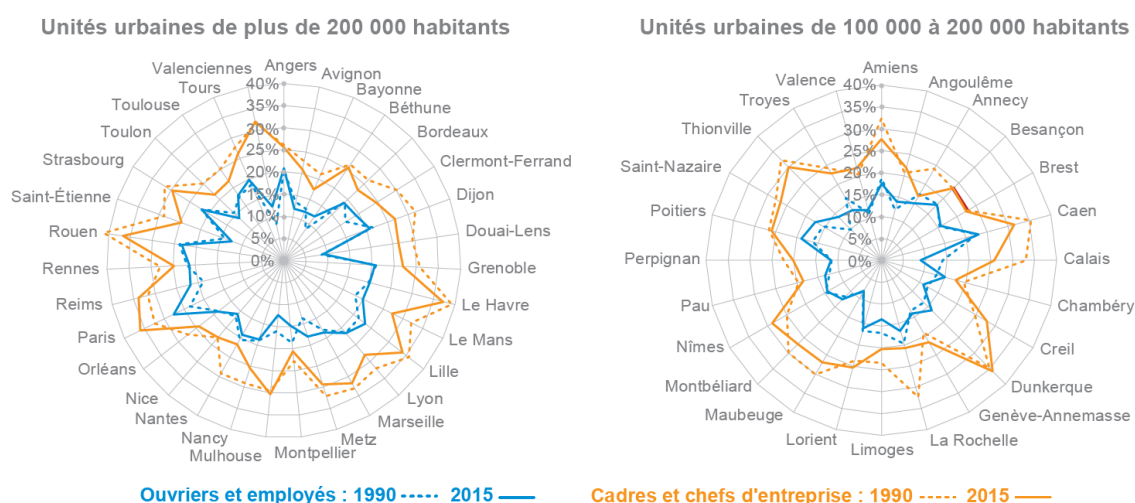 Unités urbaines de plus de 200 000 habitants
Angers
Avignon
Bayonne
Béthune
Bordeaux
Clermont-Ferrand
Dijon
Douai-Lens
Grenoble
Le Havre
Le Mans
Lille
Lyon
Marseille
Metz
Montpellier
Mulhouse
Nancy
Nantes
Nice
Orléans
Paris
Reims
Rennes
Rouen
Saint-Étienne
Strasbourg
Toulon
Toulouse
Tours
Valenciennes
40%
35%
30%
25%
20%
15%
10%
5%
0%
Unités urbaines de 100 000 à 200 000 habitants
Amiens
Angoulême
Annecy
Besançon
Brest
Caen
Calais
Chambéry
Creil
Dunkerque
Genève-Annemasse
La Rochelle
Limoges
Lorient
Maubeuge
Montbéliard
Nîmes
Pau
Perpignan
Poitiers
Saint-Nazaire
Thionville
Troyes
Valence
40%
35%
30%
25%
20%
15%
10%
5%
0%
Ouvriers et employés : 1990 2015
Cadres et chefs d'entreprise : 1990 2015